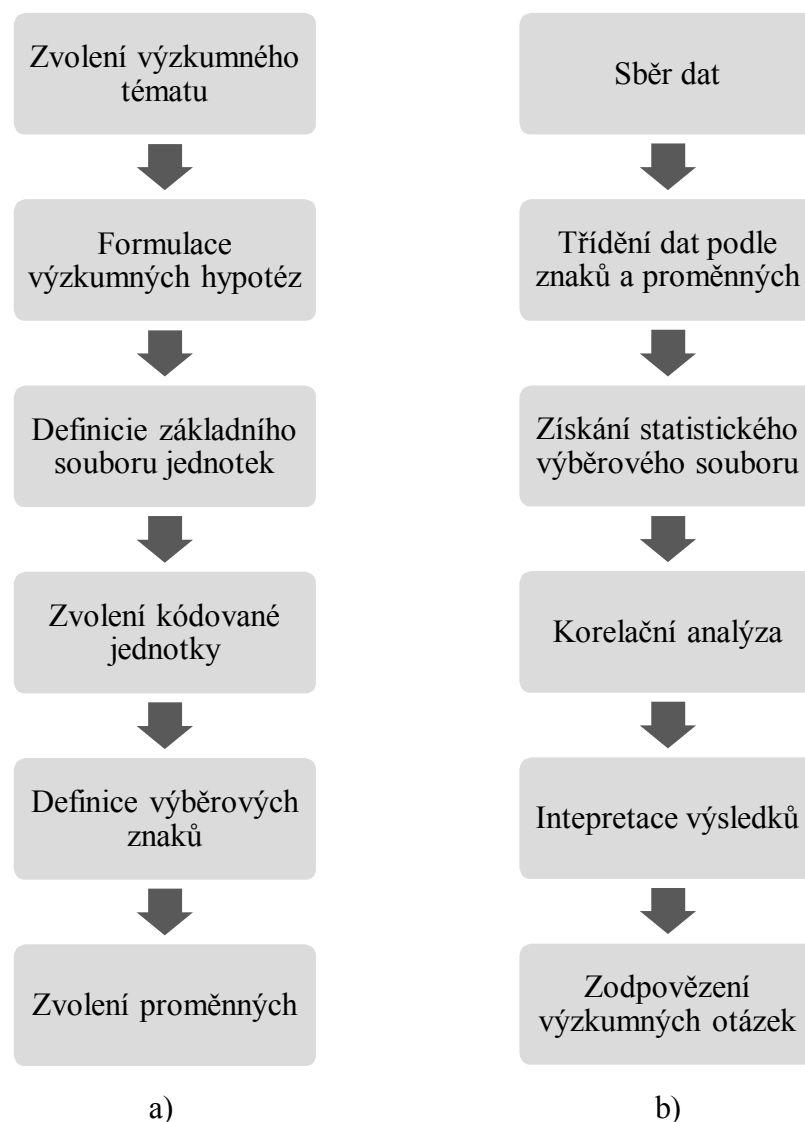 Zvolení výzkumného
tématu
Formulace
výzkumných hypotéz
Definicie základního
souboru jednotek
Zvolení kódované
jednotky
Definice výběrových
znaků
Zvolení proměnných
a)
Sběr dat
Třídění dat podle
znaků a proměnných
Získání statistického
výběrového souboru
Korelační analýza
Intepretace výsledků
Zodpovězení
výzkumných otázek
b)